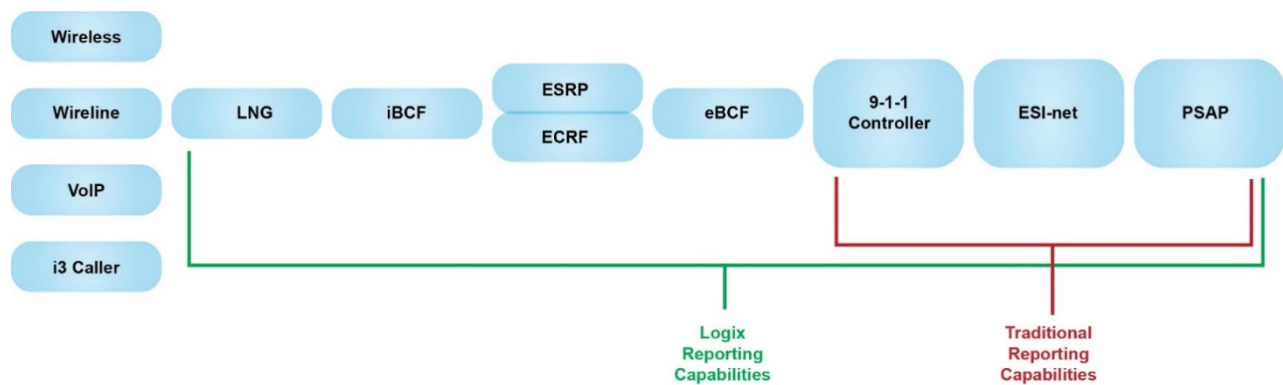 Wireless
Wireline
VoIP
i3 Caller
LNG
iBCF
ESRP
ECRF
eBCF
9-1-1
Controller
ESI-net
PSAP
Logix
Reporting
Capabilities
Traditional
Reporting
Capabilities